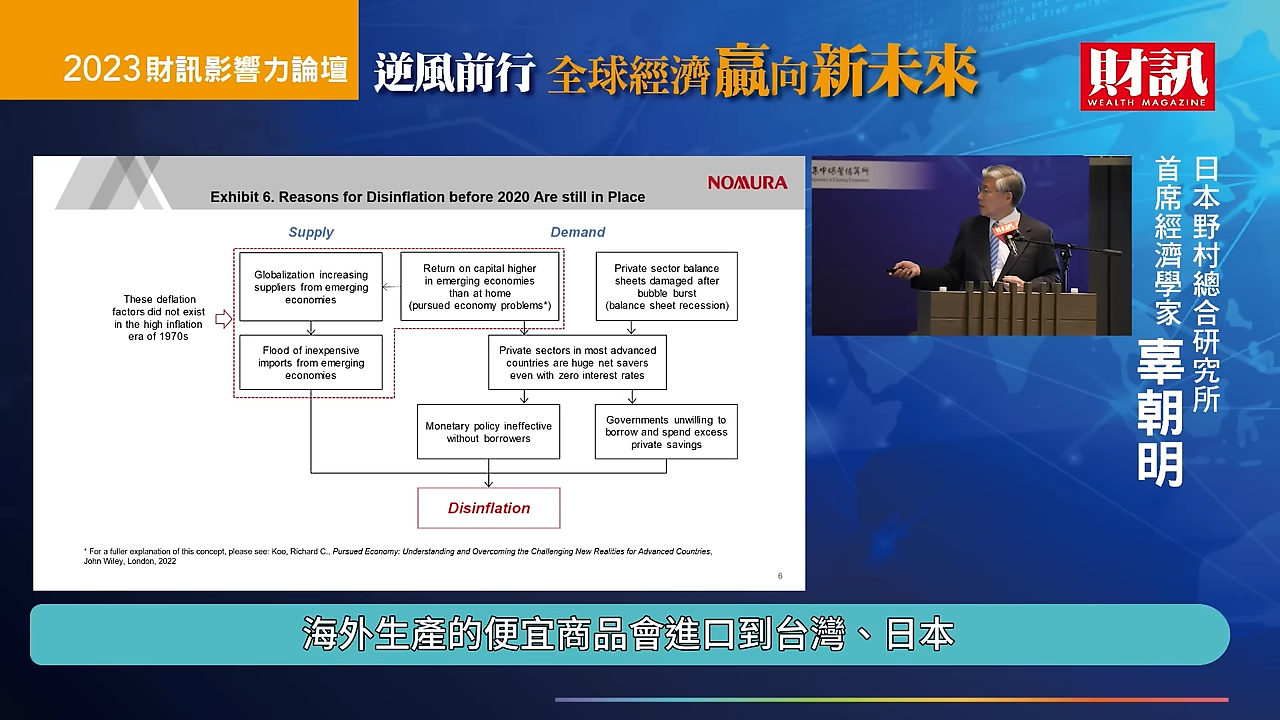 2023財訊影響力論壇
逆風前行 全球經濟贏向新未來
財訊
WEALTH MAGAZINE
NOMURA
Exhibit 6. Reasons for Disinflation before 2020 Are still in Place
Supply
Demand
These deflation
factors did not exist
in the high inflation
era of 1970s
Globalization increasing
suppliers from emerging
economies
Return on capital higher
in emerging economies
than at home
(pursued economy problems*)
Private sector balance
sheets damaged after
bubble burst
(balance sheet recession)
Flood of inexpensive
imports from emerging
economies
Private sectors in most advanced
countries are huge net savers
even with zero interest rates
Monetary policy ineffective
without borrowers
Governments unwilling to
borrow and spend excess
private savings
Disinflation
* For a fuller explanation of this concept, please see: Koo, Richard C., Pursued Economy: Understanding and Overcoming the Challenging New Realities for Advanced Countries,
John Wiley, London, 2022
6
財訊
日本野村總合研究所
首席經濟學家 辜朝明
海外生產的便宜商品會進口到台灣、日本